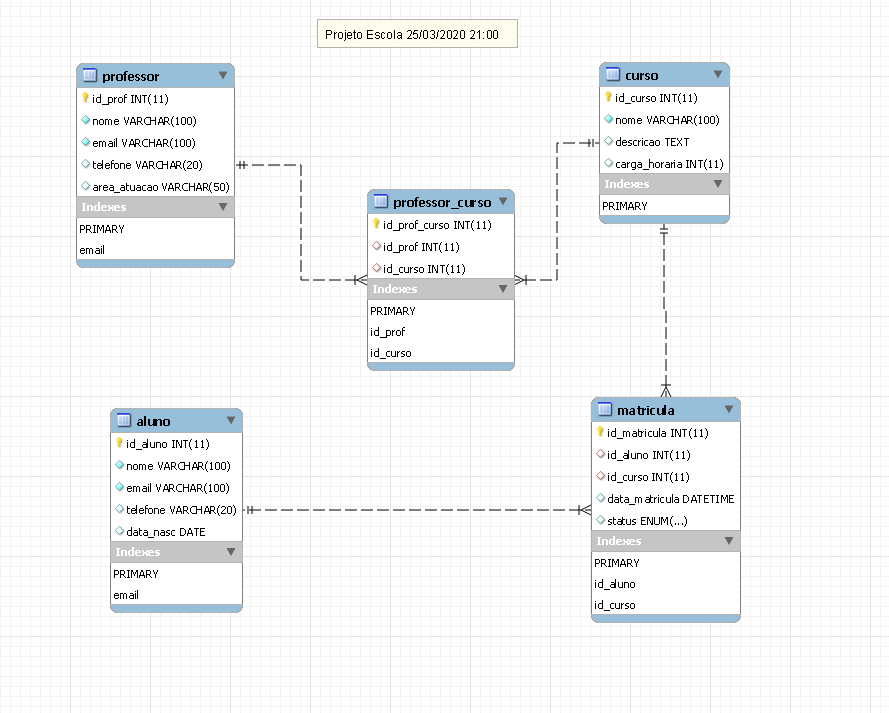 Projeto Escola 25/03/2020 21:00
professor
id_prof INT(11)
nome VARCHAR(100)
email VARCHAR(100)
telefone VARCHAR(20)
area_atuacao VARCHAR(50)
Indexes
PRIMARY
email
curso
id_curso INT(11)
nome VARCHAR(100)
descricao TEXT
carga_horaria INT(11)
Indexes
PRIMARY
professor_curso
id_prof_curso INT(11)
id_prof INT(11)
id_curso INT(11)
Indexes
PRIMARY
id_prof
id_curso
aluno
id_aluno INT(11)
nome VARCHAR(100)
email VARCHAR(100)
telefone VARCHAR(20)
data_nasc DATE
Indexes
PRIMARY
email
matricula
id_matricula INT(11)
id_aluno INT(11)
id_curso INT(11)
data_matricula DATETIME
status ENUM(...)
Indexes
PRIMARY
id_aluno
id_curso